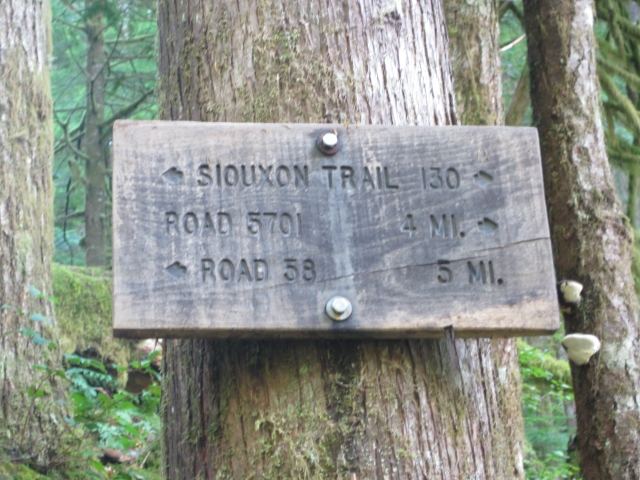 SIOUXON TRAIL 130
ROAD 5701 4 MI.
ROAD 58 5 MI.